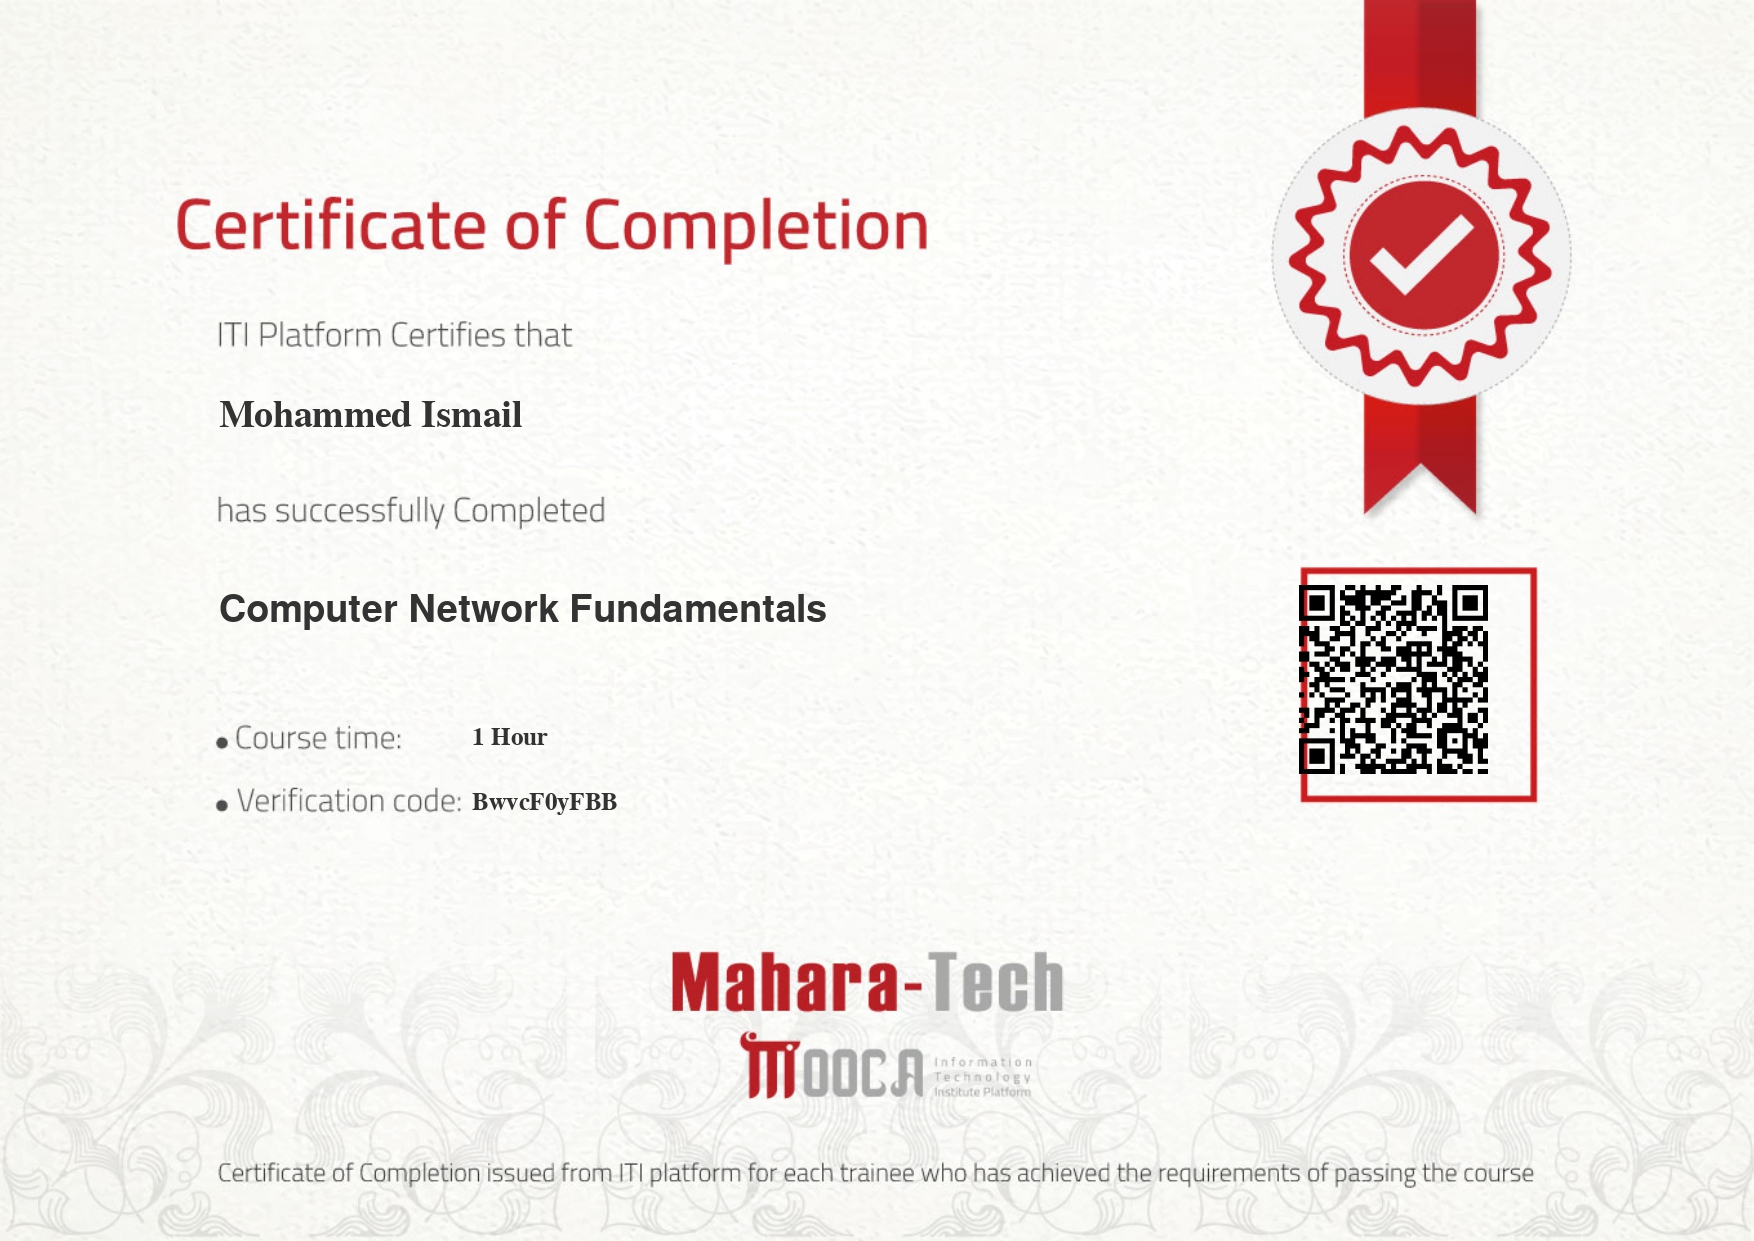 Certificate of Completion
ITI Platform Certifies that
Mohammed Ismail
has successfully Completed
Computer Network Fundamentals
• Course time: 1 Hour
• Verification code: BwvcF0yFBB
Mahara-Tech
MOOCA
Information
Technology
Institute Platform
Certificate of Completion issued from ITI platform for each trainee who has achieved the requirements of passing the course